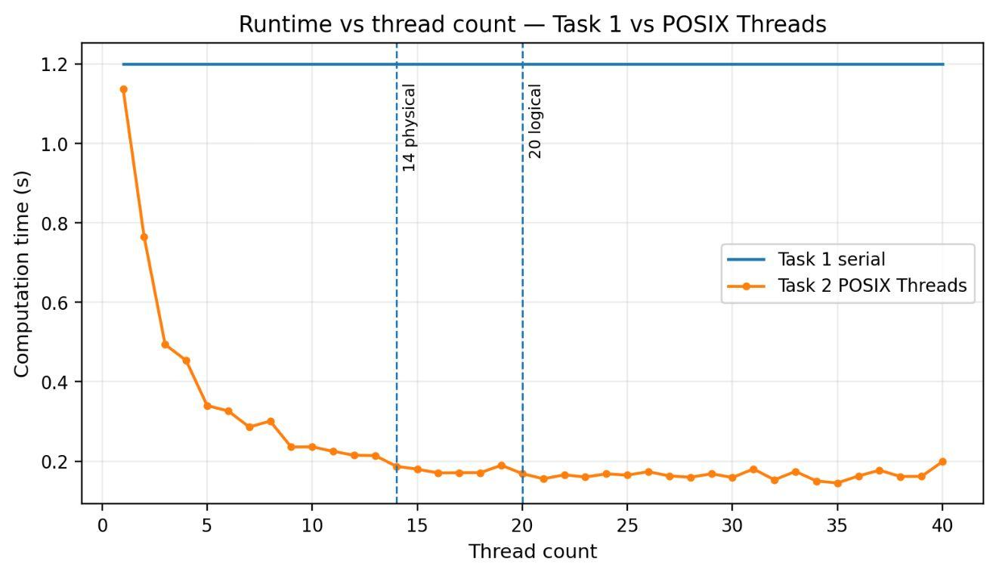 Runtime vs thread count — Task 1 vs POSIX Threads
Computation time (s)
1.2
1.0
0.8
0.6
0.4
0.2
14 physical
20 logical
Task 1 serial
Task 2 POSIX Threads
0 5 10 15 20 25 30 35 40
Thread count